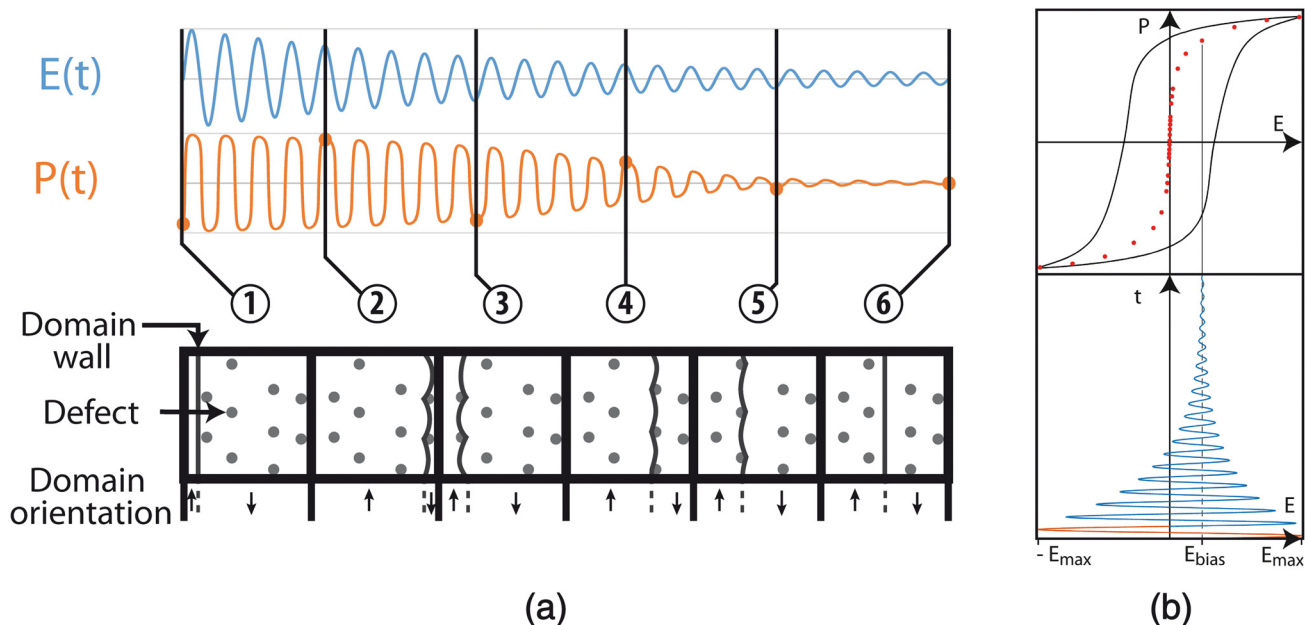 E(t)
P(t)
1 2 3 4 5 6
Domain
wall
Defect
Domain
orientation
(a)
P
E
t
E
- Emax
Ebias
Emax
(b)